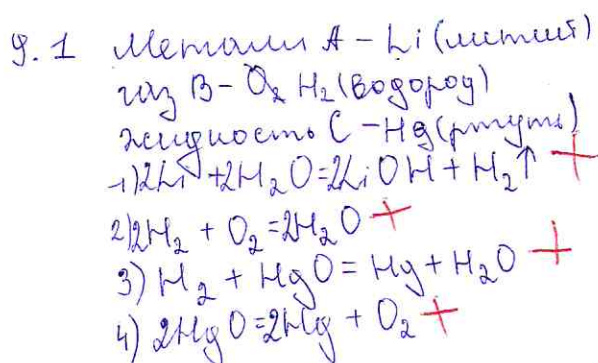 9.1 Металл A - Li (литий)
газ B - O₂ H₂ (водород)
жидкость C - Hg (ртуть)
1) 2Li + 2H₂O = 2LiOH + H₂↑ +
2) 2H₂ + O₂ = 2H₂O +
3) H₂ + HgO = Hg + H₂O +
4) 2HgO = 2Hg + O₂ +